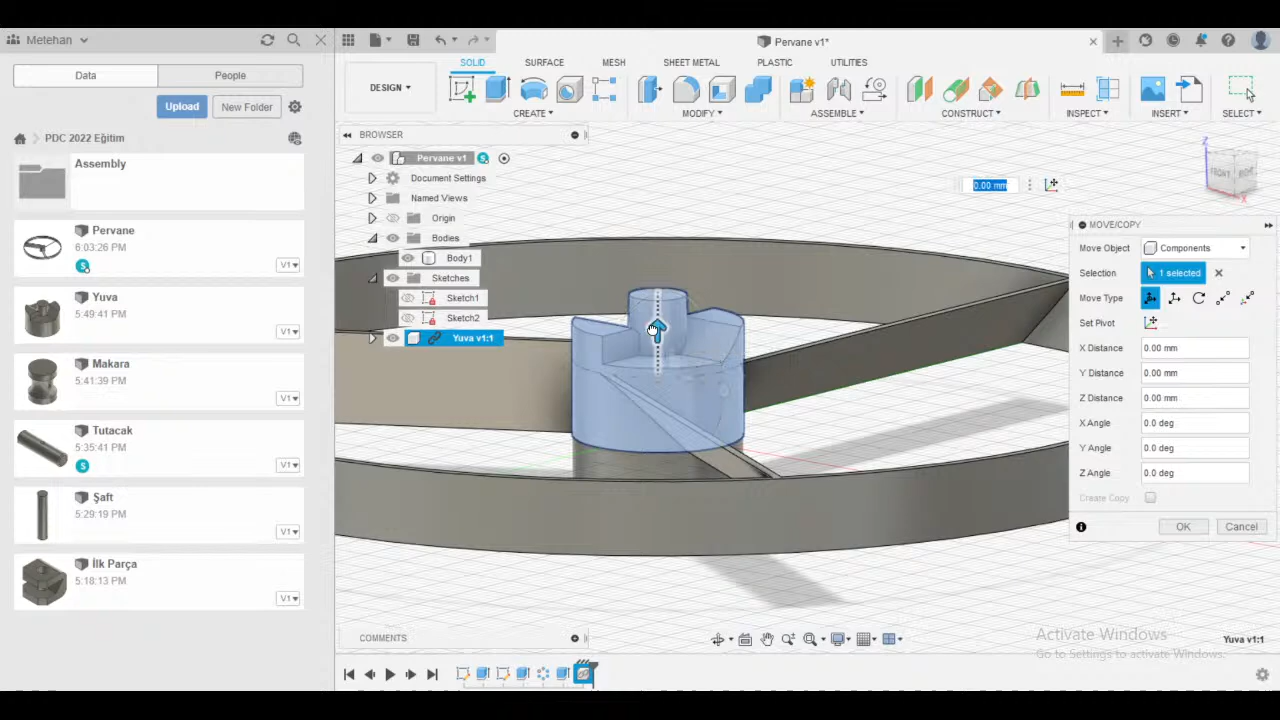 Metehan
Pervane v1*
Data
People
Upload
New Folder
PDC 2022 Eğitim
Assembly
Pervane
6:03:26 PM
V1▾
Yuva
5:49:41 PM
V1▾
Makara
5:41:39 PM
V1▾
Tutacak
5:35:41 PM
V1▾
Şaft
5:29:19 PM
V1▾
İlk Parça
5:18:13 PM
V1▾
DESIGN ▾
SOLID
SURFACE
MESH
SHEET METAL
PLASTIC
UTILITIES
CREATE ▾
MODIFY ▾
ASSEMBLE ▾
CONSTRUCT ▾
INSPECT ▾
INSERT ▾
SELECT ▾
BROWSER
Pervane v1
S
Document Settings
Named Views
Origin
Bodies
Body1
Sketches
Sketch1
Sketch2
Yuva v1:1
0.00 mm
Z
FRONT
X
MOVE/COPY
Move Object
Components
Selection
1 selected
Move Type
Set Pivot
X Distance
0.00 mm
Y Distance
0.00 mm
Z Distance
0.00 mm
X Angle
0.0 deg
Y Angle
0.0 deg
Z Angle
0.0 deg
Create Copy
OK
Cancel
COMMENTS
Activate Windows
Go to Settings to activate Windows.
Yuva v1:1